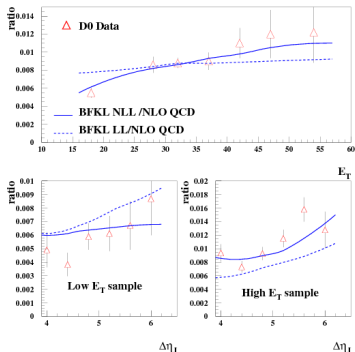 ratio
0.014
0.012
0.01
0.008
0.006
0.004
0.002
0
D0 Data
BFKL NLL /NLO QCD
BFKL LL/NLO QCD
10 15 20 25 30 35 40 45 50 55 60
E_T
ratio
0.01
0.009
0.008
0.007
0.006
0.005
0.004
0.003
0.002
0.001
0
Low E_T sample
4 5 6
Δη_J
ratio
0.02
0.018
0.016
0.014
0.012
0.01
0.008
0.006
0.004
0.002
0
High E_T sample
4 5 6
Δη_J